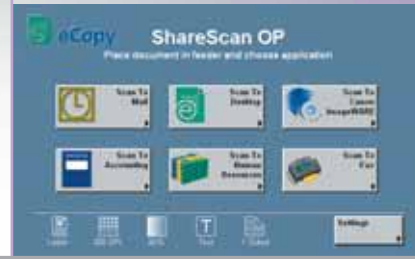 eCopy
ShareScan OP
Place document in feeder and choose application
Scan To
Mail
Scan To
Desktop
Scan To
Canon
imageWARE
Scan To
Accounting
Scan To
Human
Resources
Scan To
Fax
Settings
Text